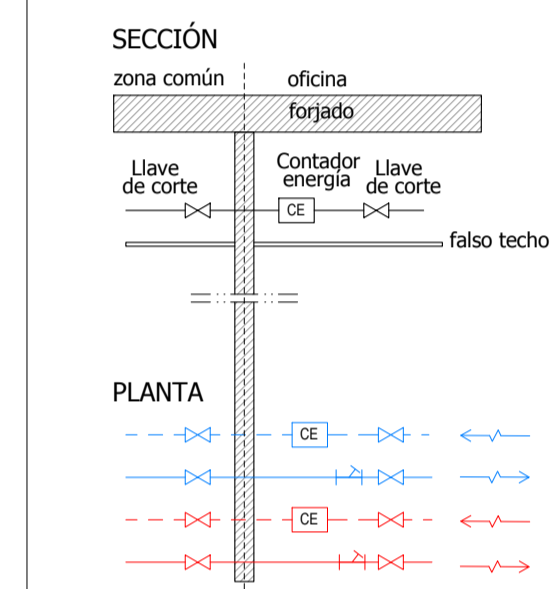 SECCIÓN
zona común oficina
forjado
Llave
de corte
Contador
energía
Llave
de corte
CE
falso techo
PLANTA
CE
CE